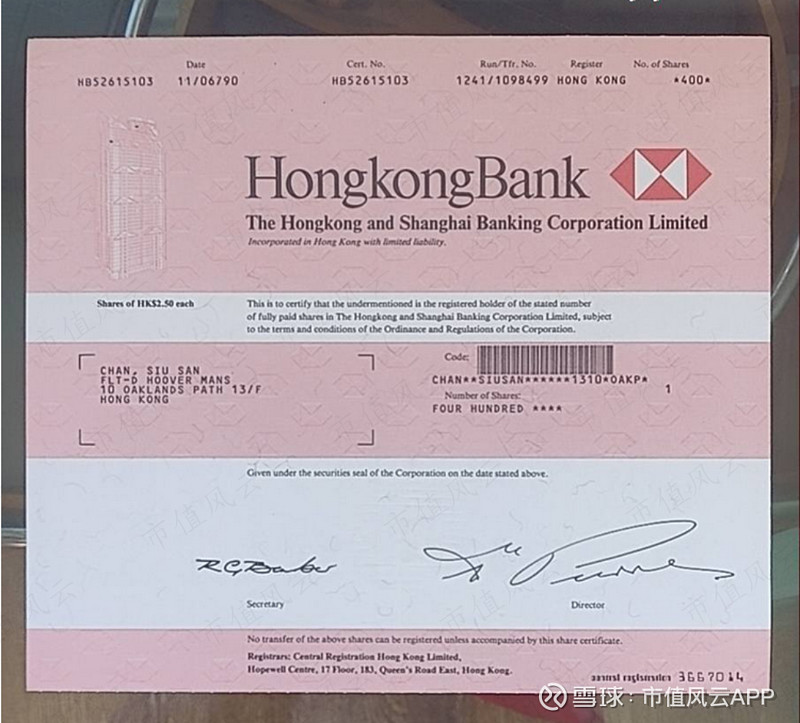 Date Cert. No. Run/Tfr. No. Register No. of Shares
HB52615103 11/06/90 HB52615103 1241/1098499 HONG KONG *400*
HongkongBank
The Hongkong and Shanghai Banking Corporation Limited
Incorporated in Hong Kong with limited liability.
Shares of HK$2.50 each
This is to certify that the undermentioned is the registered holder of the stated number
of fully paid shares in The Hongkong and Shanghai Banking Corporation Limited, subject
to the terms and conditions of the Ordinance and Regulations of the Corporation.
CHAN, SIU SAN
FLT-D HOOVER MANS
10 OAKLANDS PATH 13/F
HONG KONG
Code:
CHAN**SIUSAN******1310*OAKP* 1
Number of Shares:
FOUR HUNDRED ****
Given under the securities seal of the Corporation on the date stated above.
R G Barber
Secretary
Director
No transfer of the above shares can be registered unless accompanied by this share certificate.
Registrars: Central Registration Hong Kong Limited,
Hopewell Centre, 17 Floor, 183, Queen's Road East, Hong Kong.
central registration 3667014
雪球：市值风云APP